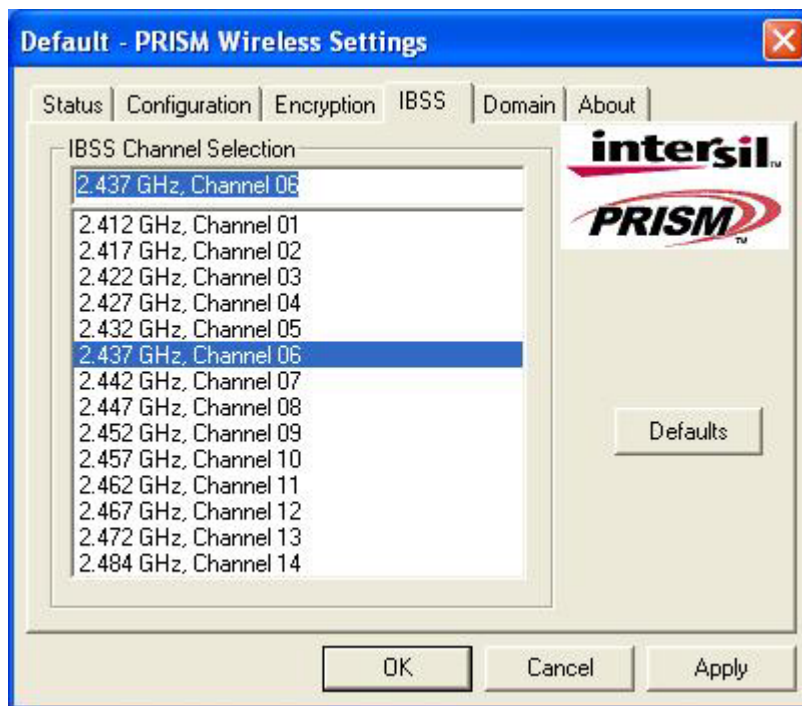 Default - PRISM Wireless Settings
Status Configuration Encryption IBSS Domain About
IBSS Channel Selection
2.437 GHz, Channel 06
2.412 GHz, Channel 01
2.417 GHz, Channel 02
2.422 GHz, Channel 03
2.427 GHz, Channel 04
2.432 GHz, Channel 05
2.437 GHz, Channel 06
2.442 GHz, Channel 07
2.447 GHz, Channel 08
2.452 GHz, Channel 09
2.457 GHz, Channel 10
2.462 GHz, Channel 11
2.467 GHz, Channel 12
2.472 GHz, Channel 13
2.484 GHz, Channel 14
intersil™
PRISM™
Defaults
OK Cancel Apply